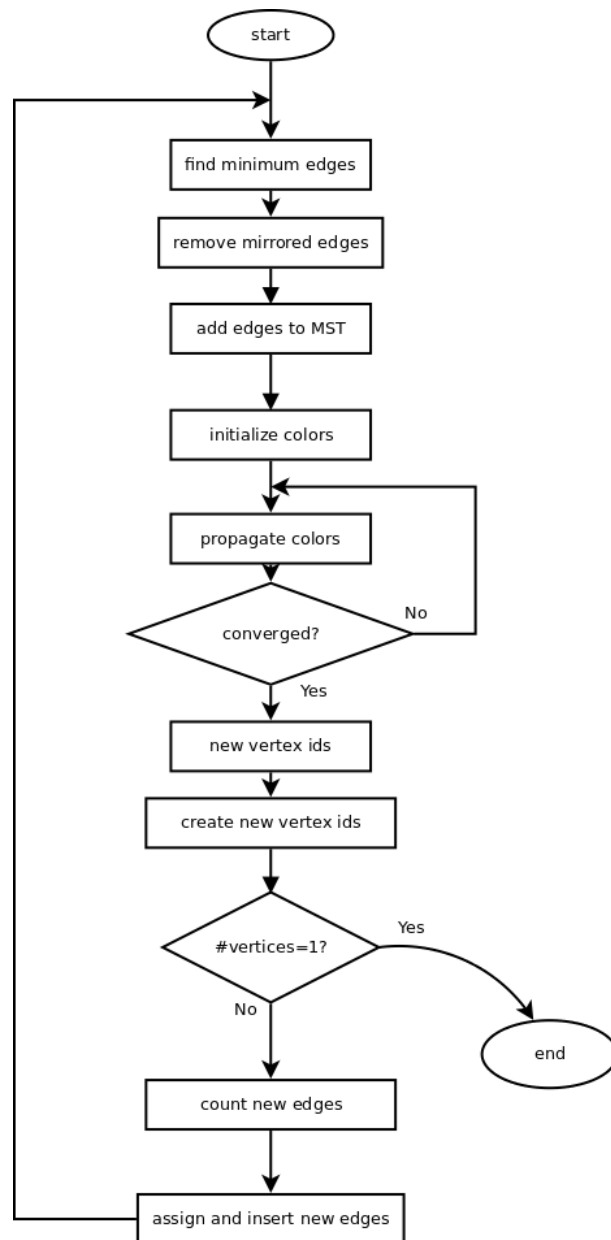 start
find minimum edges
remove mirrored edges
add edges to MST
initialize colors
propagate colors
No
converged?
Yes
new vertex ids
create new vertex ids
Yes
#vertices=1?
No
end
count new edges
assign and insert new edges